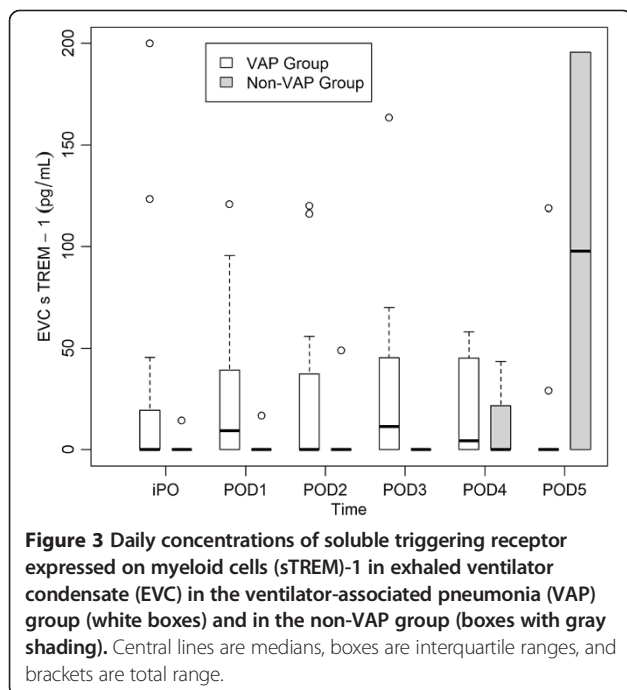 200
150
100
50
0
EVC s TREM – 1 (pg/mL)
VAP Group
Non-VAP Group
iPO POD1 POD2 POD3 POD4 POD5
Time
Figure 3 Daily concentrations of soluble triggering receptor
expressed on myeloid cells (sTREM)-1 in exhaled ventilator
condensate (EVC) in the ventilator-associated pneumonia (VAP)
group (white boxes) and in the non-VAP group (boxes with gray
shading). Central lines are medians, boxes are interquartile ranges, and
brackets are total range.